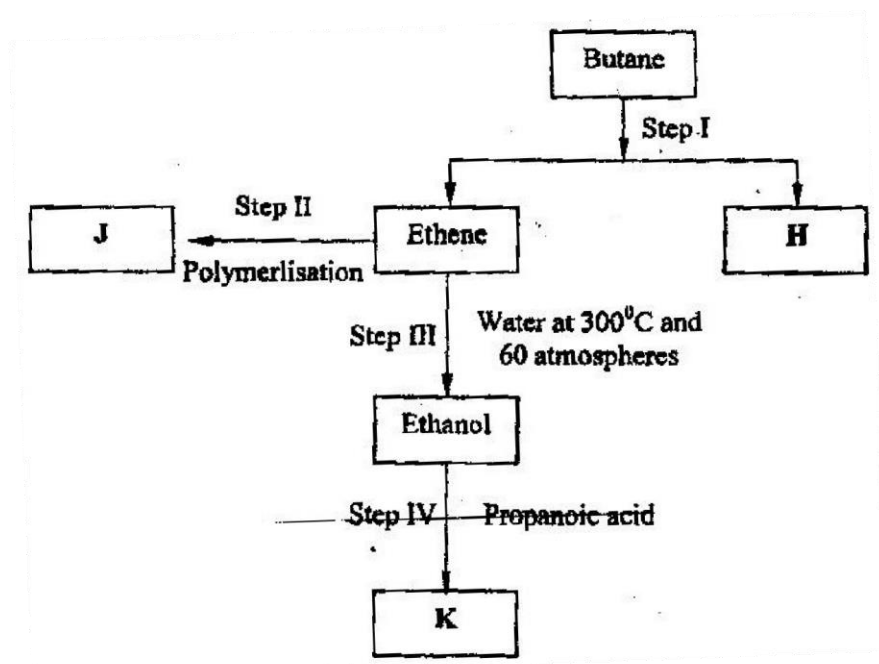 Butane
Step I
J
Step II
Polymerlisation
Ethene
H
Step III
Water at 300⁰C and
60 atmospheres
Ethanol
Step IV
Propanoic acid
K